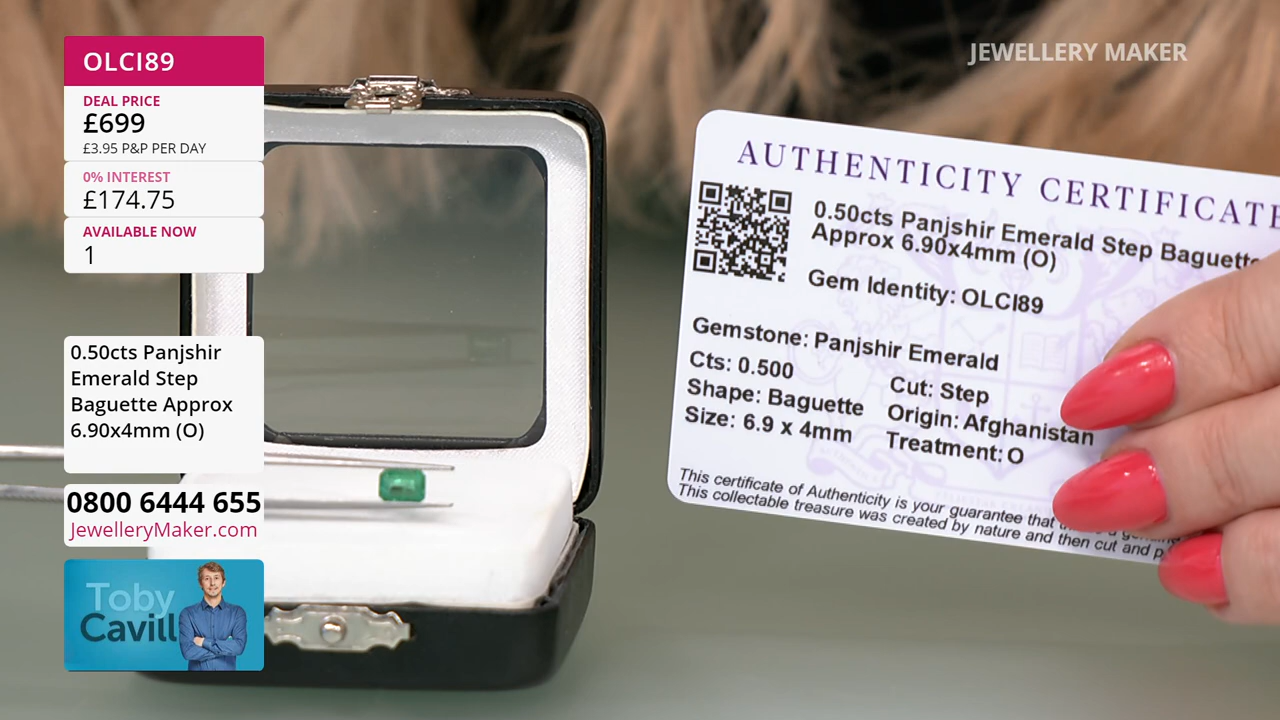 OLCI89
DEAL PRICE
£699
£3.95 P&P PER DAY
0% INTEREST
£174.75
AVAILABLE NOW
1
0.50cts Panjshir
Emerald Step
Baguette Approx
6.90x4mm (O)
0800 6444 655
JewelleryMaker.com
Toby
Cavill
JEWELLERY MAKER
AUTHENTICITY CERTIFICATE
0.50cts Panjshir Emerald Step Baguette
Approx 6.90x4mm (O)
Gem Identity: OLCI89
Gemstone: Panjshir Emerald
Cts: 0.500
Cut: Step
Shape: Baguette
Origin: Afghanistan
Size: 6.9 x 4mm
Treatment: O
This certificate of Authenticity is your guarantee that
This collectable treasure was created by nature and then cut and